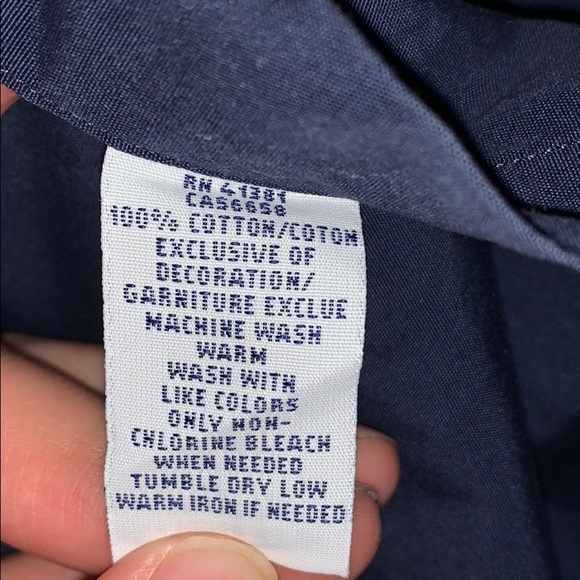 RN 41381
CA56658
100% COTTON/COTON
EXCLUSIVE OF
DECORATION/
GARNITURE EXCLUE
MACHINE WASH
WARM
WASH WITH
LIKE COLORS
ONLY NON-
CHLORINE BLEACH
WHEN NEEDED
TUMBLE DRY LOW
WARM IRON IF NEEDED